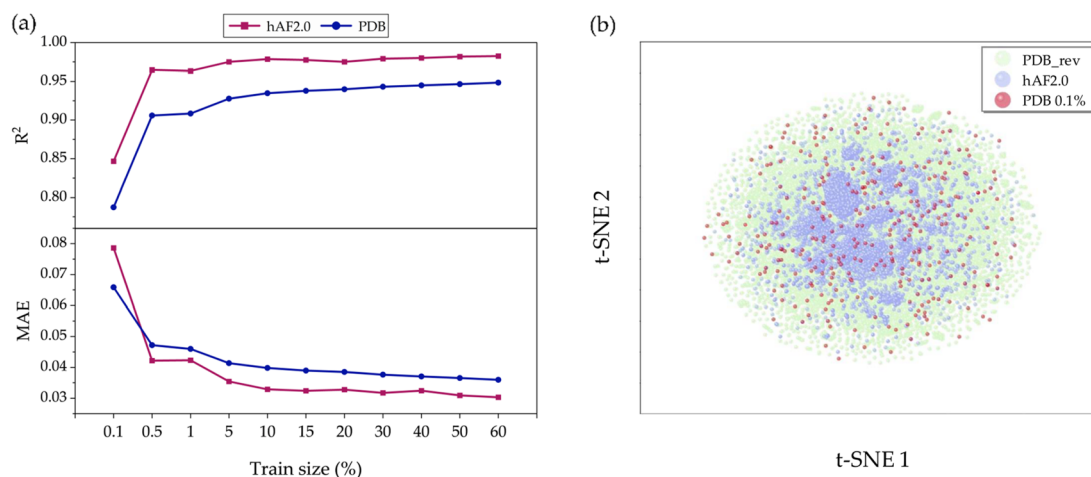 (a)
hAF2.0 PDB
1.00
0.95
0.90
0.85
0.80
R²
0.08
0.07
0.06
0.05
0.04
0.03
MAE
0.1 0.5 1 5 10 15 20 30 40 50 60
Train size (%)
(b)
PDB_rev
hAF2.0
PDB 0.1%
t-SNE 2
t-SNE 1